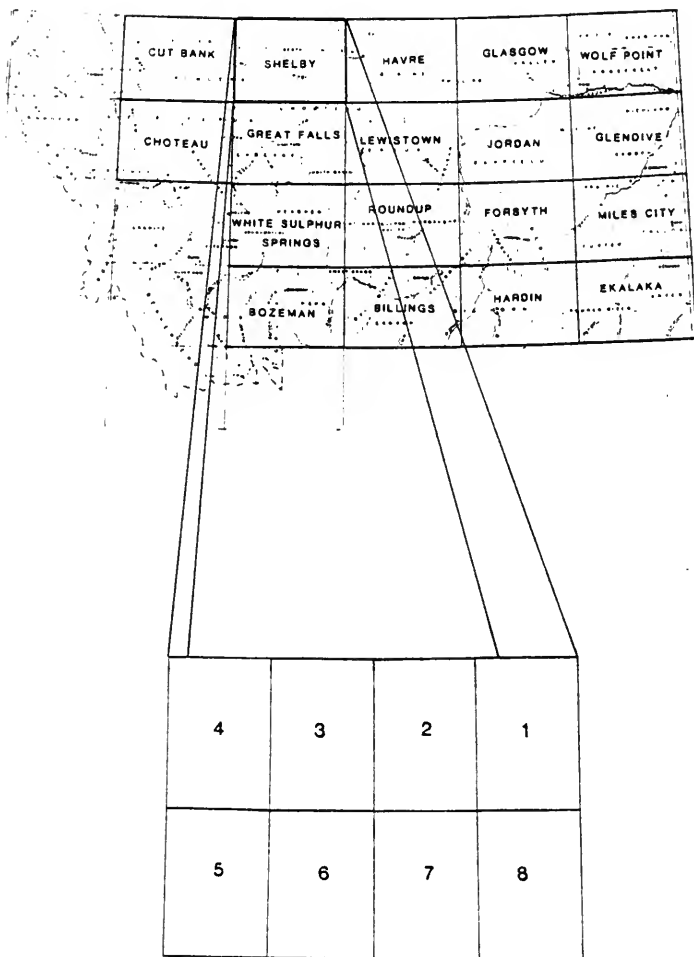 CUT BANK
SHELBY
HAVRE
GLASGOW
WOLF POINT
CHOTEAU
GREAT FALLS
LEWISTOWN
JORDAN
GLENDIVE
WHITE SULPHUR
SPRINGS
ROUNDUP
FORSYTH
MILES CITY
BOZEMAN
BILLINGS
HARDIN
EKALAKA
4
3
2
1
5
6
7
8